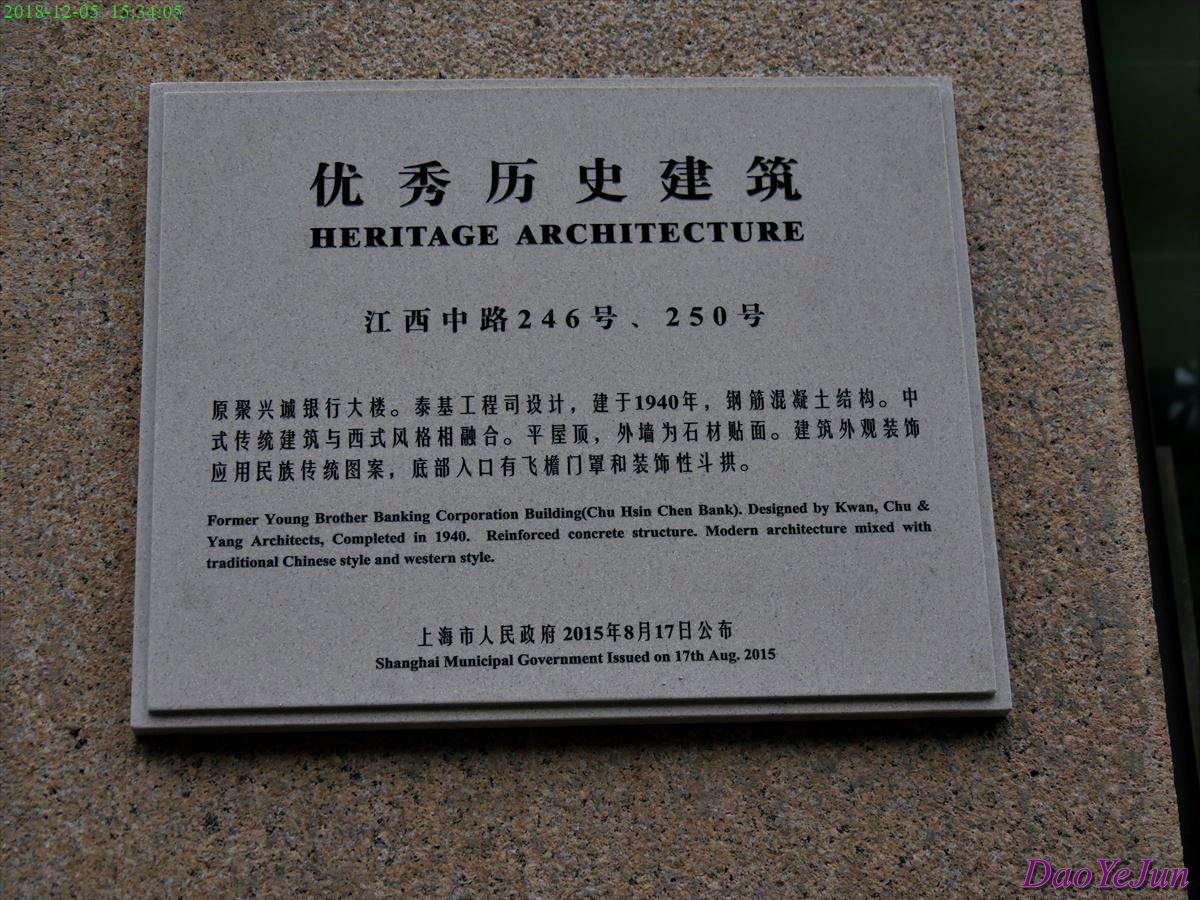 2018-12-05 15:34:05
优秀历史建筑
HERITAGE ARCHITECTURE
江西中路246号、250号
原聚兴诚银行大楼。泰基工程司设计，建于1940年，钢筋混凝土结构。中
式传统建筑与西式风格相融合。平屋顶，外墙为石材贴面。建筑外观装饰
应用民族传统图案，底部入口有飞檐门罩和装饰性斗拱。
Former Young Brother Banking Corporation Building(Chu Hsin Chen Bank). Designed by Kwan, Chu &
Yang Architects, Completed in 1940. Reinforced concrete structure. Modern architecture mixed with
traditional Chinese style and western style.
上海市人民政府 2015年8月17日公布
Shanghai Municipal Government Issued on 17th Aug. 2015
DaoYeJun